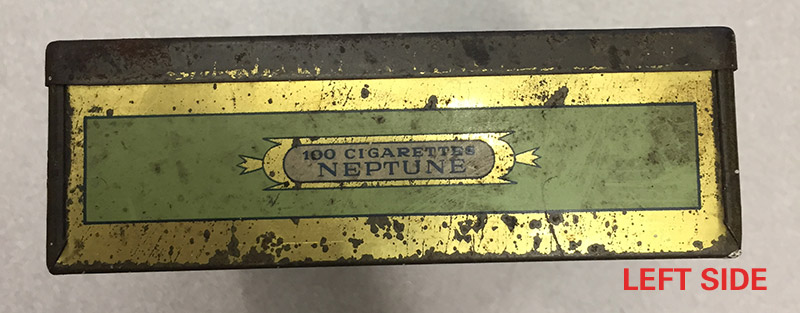 100 CIGARETTES
NEPTUNE
LEFT SIDE